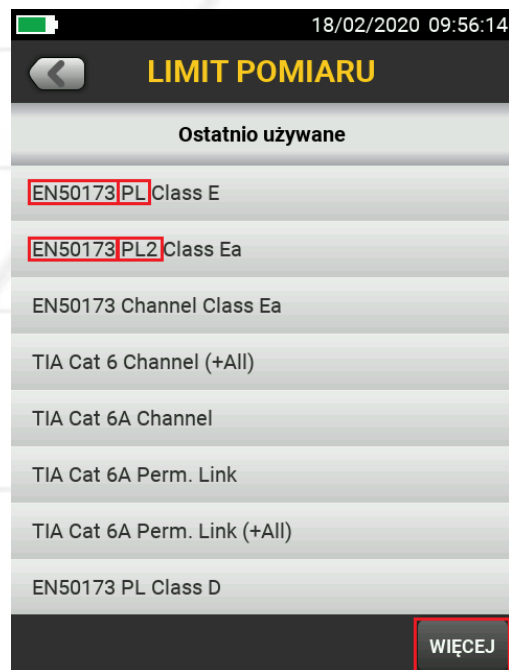 18/02/2020 09:56:14
LIMIT POMIARU
Ostatnio używane
EN50173 PL Class E
EN50173 PL2 Class Ea
EN50173 Channel Class Ea
TIA Cat 6 Channel (+All)
TIA Cat 6A Channel
TIA Cat 6A Perm. Link
TIA Cat 6A Perm. Link (+All)
EN50173 PL Class D
WIĘCEJ